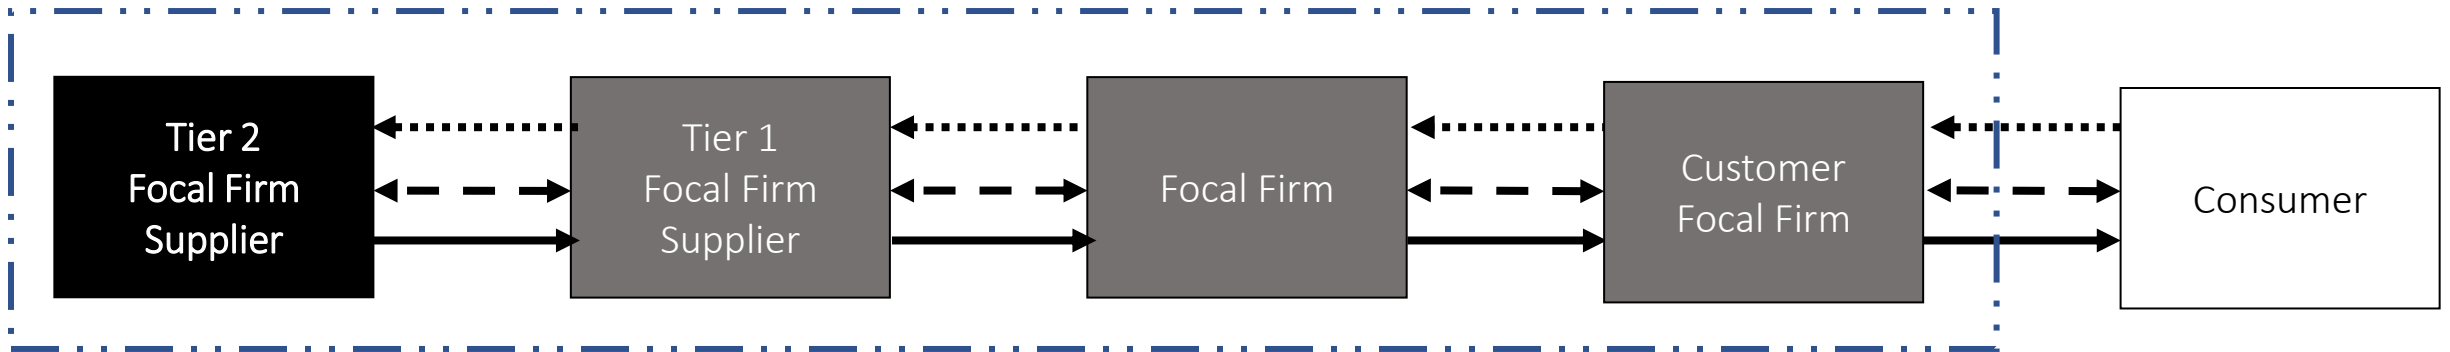 Tier 2
Focal Firm
Supplier
Tier 1
Focal Firm
Supplier
Focal Firm
Customer
Focal Firm
Consumer